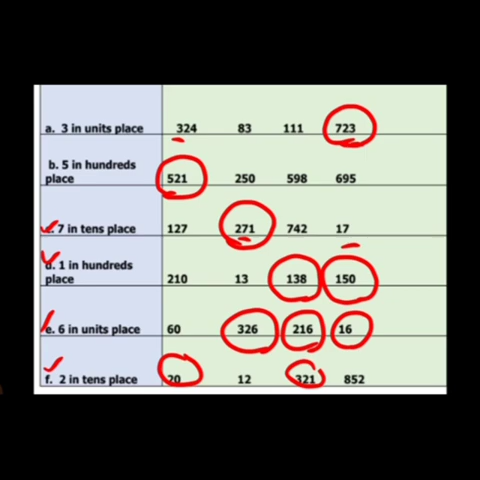 a. 3 in units place 324 83 111 723
b. 5 in hundreds
place 521 250 598 695
7 in tens place 127 271 742 17
d. 1 in hundreds
place 210 13 138 150
e. 6 in units place 60 326 216 16
f. 2 in tens place 20 12 321 852